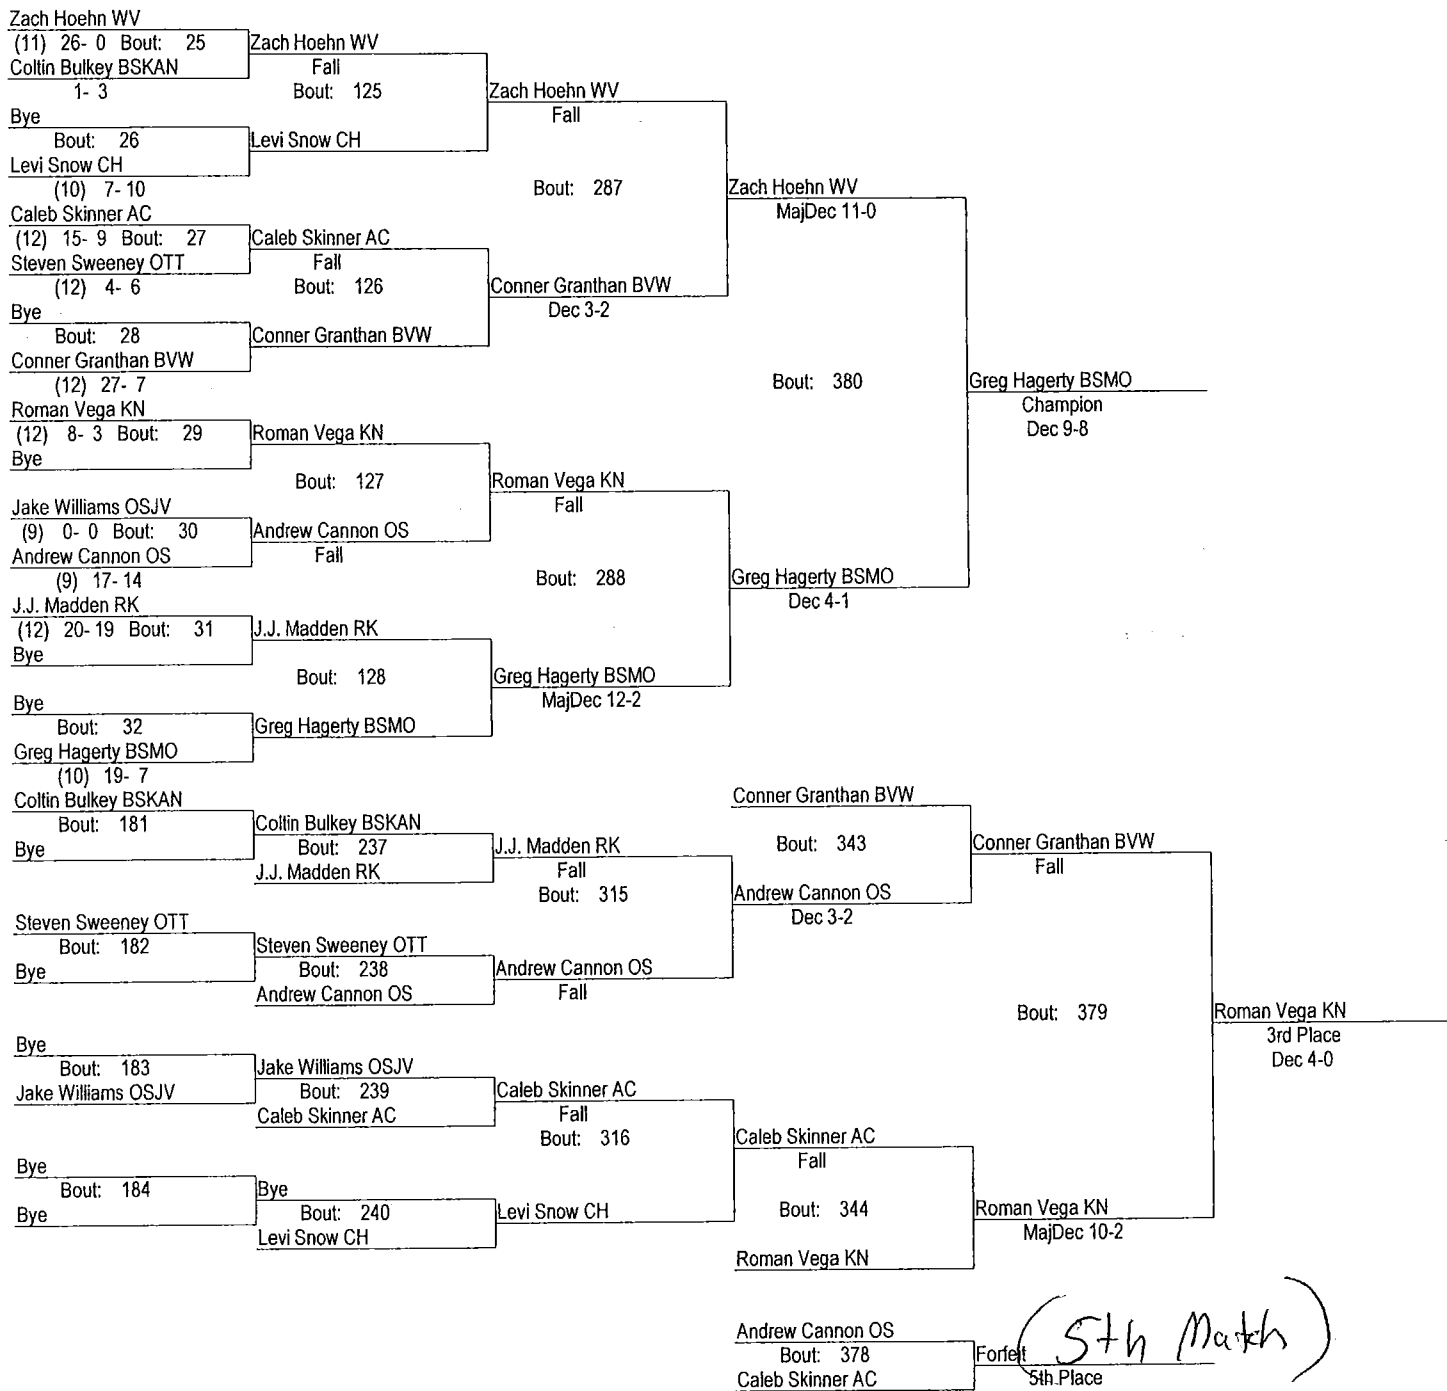 Zach Hoehn WV
(11) 26- 0 Bout: 25
Coltin Bulkey BSKAN
1- 3
Bye
Bout: 26
Levi Snow CH
(10) 7- 10
Caleb Skinner AC
(12) 15- 9 Bout: 27
Steven Sweeney OTT
(12) 4- 6
Bye
Bout: 28
Conner Granthan BVW
(12) 27- 7
Roman Vega KN
(12) 8- 3 Bout: 29
Bye
Jake Williams OSJV
(9) 0- 0 Bout: 30
Andrew Cannon OS
(9) 17- 14
J.J. Madden RK
(12) 20- 19 Bout: 31
Bye
Bye
Bout: 32
Greg Hagerty BSMO
(10) 19- 7
Zach Hoehn WV
Fall
Bout: 125
Levi Snow CH
Caleb Skinner AC
Fall
Bout: 126
Conner Granthan BVW
Roman Vega KN
Bout: 127
Andrew Cannon OS
Fall
J.J. Madden RK
Bout: 128
Greg Hagerty BSMO
Zach Hoehn WV
Fall
Bout: 287
Conner Granthan BVW
Dec 3-2
Roman Vega KN
Fall
Bout: 288
Greg Hagerty BSMO
MajDec 12-2
Zach Hoehn WV
MajDec 11-0
Bout: 380
Greg Hagerty BSMO
Dec 4-1
Greg Hagerty BSMO
Champion
Dec 9-8
Coltin Bulkey BSKAN
Bout: 181
Bye
Steven Sweeney OTT
Bout: 182
Bye
Bye
Bout: 183
Jake Williams OSJV
Bye
Bout: 184
Bye
Coltin Bulkey BSKAN
Bout: 237
J.J. Madden RK
Steven Sweeney OTT
Bout: 238
Andrew Cannon OS
Jake Williams OSJV
Bout: 239
Caleb Skinner AC
Bye
Bout: 240
Levi Snow CH
J.J. Madden RK
Fall
Bout: 315
Andrew Cannon OS
Fall
Caleb Skinner AC
Fall
Bout: 316
Levi Snow CH
Conner Granthan BVW
Bout: 343
Andrew Cannon OS
Dec 3-2
Caleb Skinner AC
Fall
Bout: 344
Roman Vega KN
Conner Granthan BVW
Fall
Bout: 379
Roman Vega KN
MajDec 10-2
Roman Vega KN
3rd Place
Dec 4-0
Andrew Cannon OS
Bout: 378
Caleb Skinner AC
Forfeit
5th Place
(5th Match)